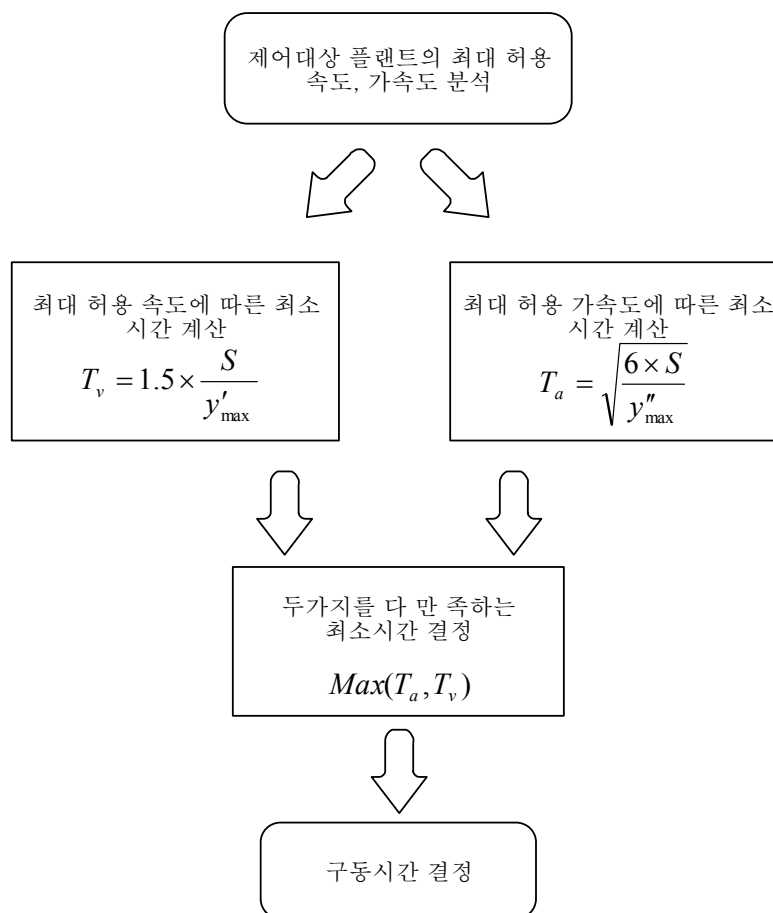 제어대상 플랜트의 최대 허용
속도, 가속도 분석
최대 허용 속도에 따른 최소
시간 계산
T_v = 1.5 × S / y′_max
최대 허용 가속도에 따른 최소
시간 계산
T_a = √(6 × S / y″_max)
두가지를 다 만 족하는
최소시간 결정
Max(T_a, T_v)
구동시간 결정